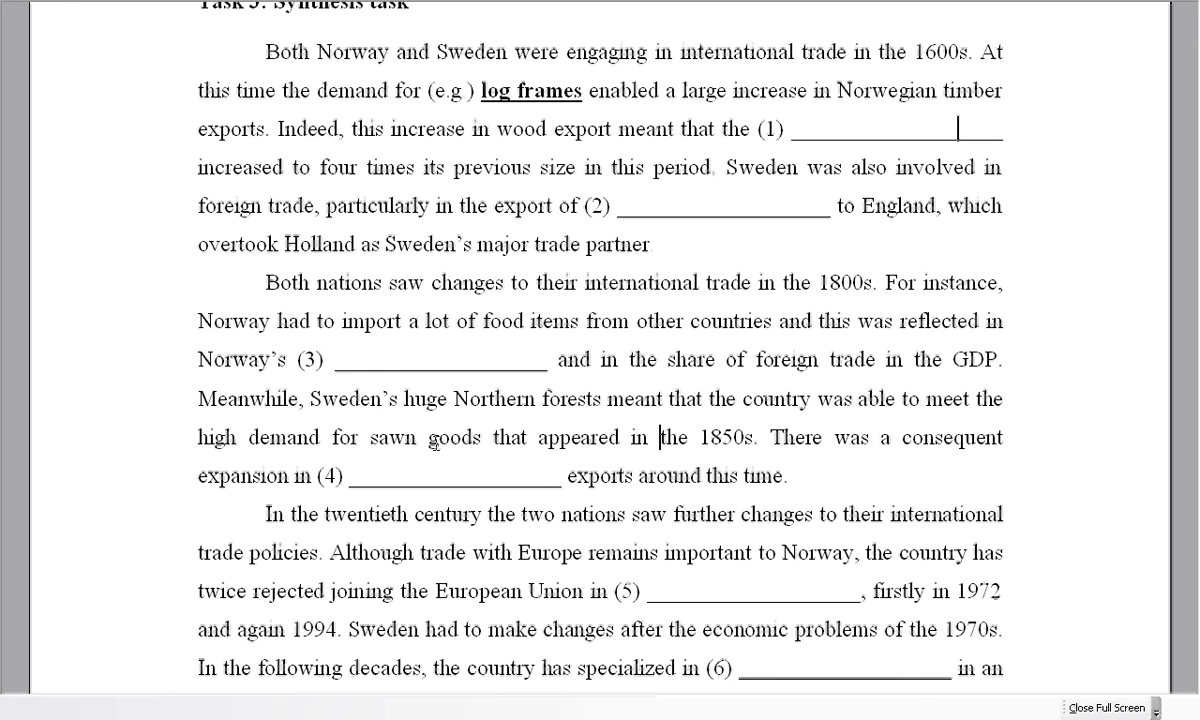 Task 3: Synthesis task
Both Norway and Sweden were engaging in international trade in the 1600s. At
this time the demand for (e.g ) log frames enabled a large increase in Norwegian timber
exports. Indeed, this increase in wood export meant that the (1) ____________________
increased to four times its previous size in this period. Sweden was also involved in
foreign trade, particularly in the export of (2) ____________________ to England, which
overtook Holland as Sweden’s major trade partner
Both nations saw changes to their international trade in the 1800s. For instance,
Norway had to import a lot of food items from other countries and this was reflected in
Norway’s (3) ____________________ and in the share of foreign trade in the GDP.
Meanwhile, Sweden’s huge Northern forests meant that the country was able to meet the
high demand for sawn goods that appeared in the 1850s. There was a consequent
expansion in (4) ____________________ exports around this time.
In the twentieth century the two nations saw further changes to their international
trade policies. Although trade with Europe remains important to Norway, the country has
twice rejected joining the European Union in (5) ____________________, firstly in 1972
and again 1994. Sweden had to make changes after the economic problems of the 1970s.
In the following decades, the country has specialized in (6) ____________________ in an
Close Full Screen